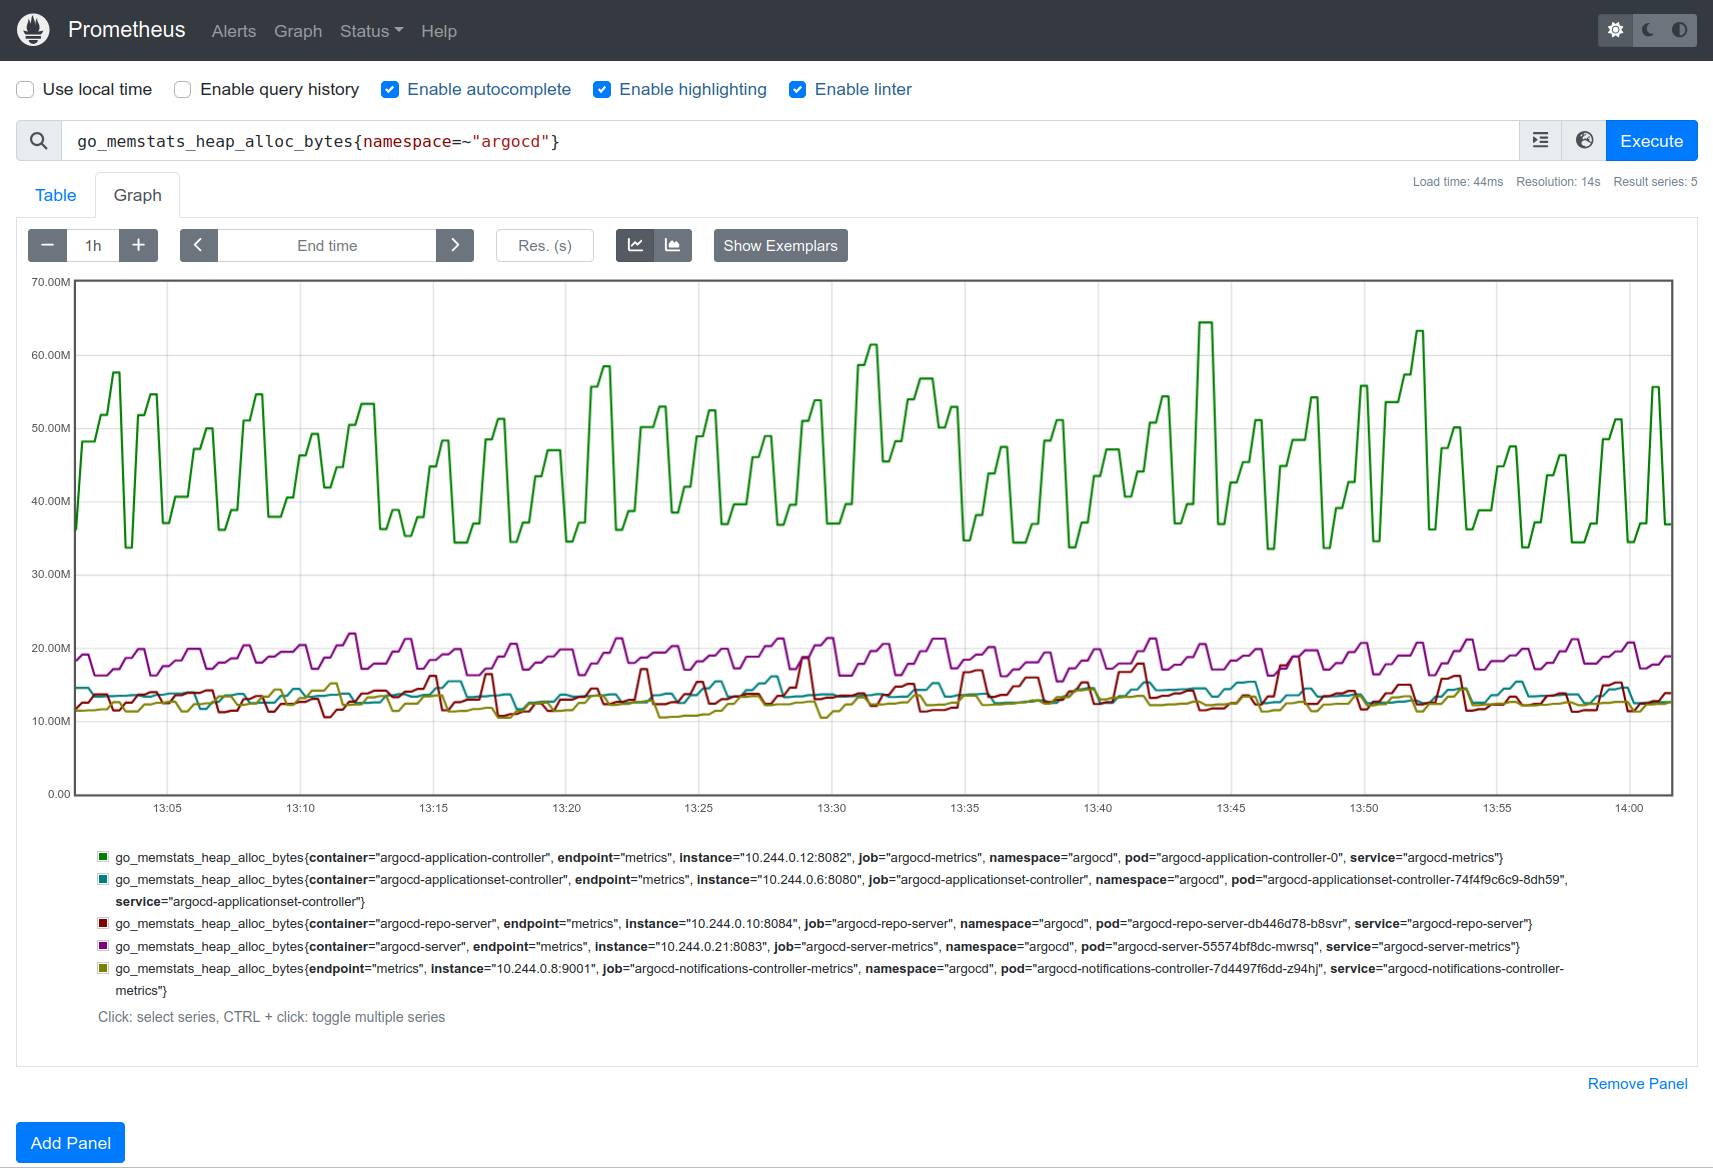 Prometheus Alerts Graph Status Help
Use local time Enable query history Enable autocomplete Enable highlighting Enable linter
go_memstats_heap_alloc_bytes{namespace=~"argocd"} Execute
Table Graph Load time: 44ms Resolution: 14s Result series: 5
1h End time Res. (s) Show Exemplars
70.00M
60.00M
50.00M
40.00M
30.00M
20.00M
10.00M
0.00
13:05 13:10 13:15 13:20 13:25 13:30 13:35 13:40 13:45 13:50 13:55 14:00
go_memstats_heap_alloc_bytes{container="argocd-application-controller", endpoint="metrics", instance="10.244.0.12:8082", job="argocd-metrics", namespace="argocd", pod="argocd-application-controller-0", service="argocd-metrics"}
go_memstats_heap_alloc_bytes{container="argocd-applicationset-controller", endpoint="metrics", instance="10.244.0.6:8080", job="argocd-applicationset-controller", namespace="argocd", pod="argocd-applicationset-controller-74f4f9c6c9-8dh59",
service="argocd-applicationset-controller"}
go_memstats_heap_alloc_bytes{container="argocd-repo-server", endpoint="metrics", instance="10.244.0.10:8084", job="argocd-repo-server", namespace="argocd", pod="argocd-repo-server-db446d78-b8svr", service="argocd-repo-server"}
go_memstats_heap_alloc_bytes{container="argocd-server", endpoint="metrics", instance="10.244.0.21:8083", job="argocd-server-metrics", namespace="argocd", pod="argocd-server-55574bf8dc-mwrsq", service="argocd-server-metrics"}
go_memstats_heap_alloc_bytes{endpoint="metrics", instance="10.244.0.8:9001", job="argocd-notifications-controller-metrics", namespace="argocd", pod="argocd-notifications-controller-7d4497f6dd-z94hj", service="argocd-notifications-controller-
metrics"}
Click: select series, CTRL + click: toggle multiple series
Remove Panel
Add Panel